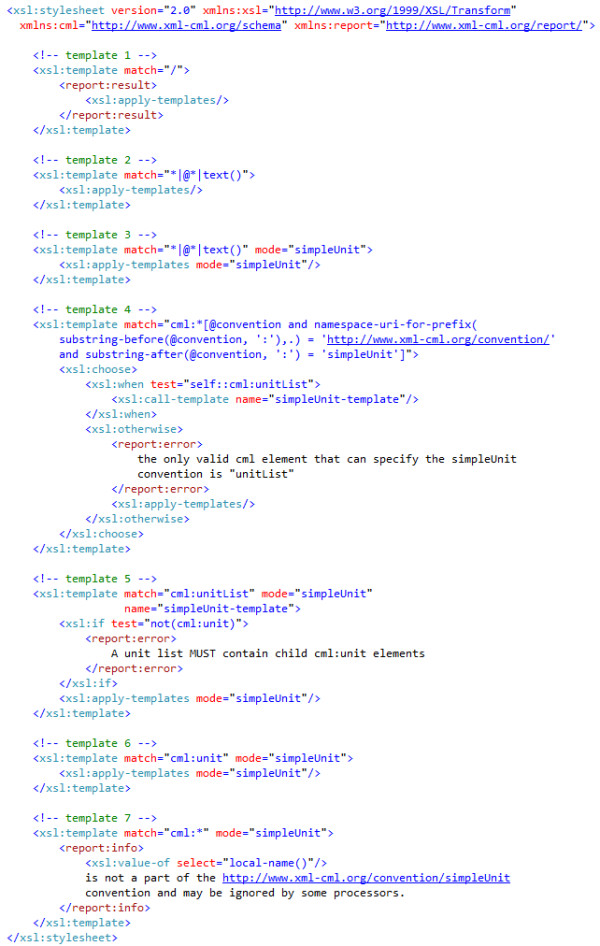 <xsl:stylesheet version="2.0" xmlns:xsl="http://www.w3.org/1999/XSL/Transform"
xmlns:cml="http://www.xml-cml.org/schema" xmlns:report="http://www.xml-cml.org/report/">
<!-- template 1 -->
<xsl:template match="/">
<report:result>
<xsl:apply-templates/>
</report:result>
</xsl:template>
<!-- template 2 -->
<xsl:template match="*|@*|text()">
<xsl:apply-templates/>
</xsl:template>
<!-- template 3 -->
<xsl:template match="*|@*|text()" mode="simpleUnit">
<xsl:apply-templates mode="simpleUnit"/>
</xsl:template>
<!-- template 4 -->
<xsl:template match="cml:*[@convention and namespace-uri-for-prefix(
substring-before(@convention, ':'),.) = 'http://www.xml-cml.org/convention/'
and substring-after(@convention, ':') = 'simpleUnit']">
<xsl:choose>
<xsl:when test="self::cml:unitList">
<xsl:call-template name="simpleUnit-template"/>
</xsl:when>
<xsl:otherwise>
<report:error>
the only valid cml element that can specify the simpleUnit
convention is "unitList"
</report:error>
<xsl:apply-templates/>
</xsl:otherwise>
</xsl:choose>
</xsl:template>
<!-- template 5 -->
<xsl:template match="cml:unitList" mode="simpleUnit"
name="simpleUnit-template">
<xsl:if test="not(cml:unit)">
<report:error>
A unit list MUST contain child cml:unit elements
</report:error>
</xsl:if>
<xsl:apply-templates mode="simpleUnit"/>
</xsl:template>
<!-- template 6 -->
<xsl:template match="cml:unit" mode="simpleUnit">
<xsl:apply-templates mode="simpleUnit"/>
</xsl:template>
<!-- template 7 -->
<xsl:template match="cml:*" mode="simpleUnit">
<report:info>
<xsl:value-of select="local-name()"/>
is not a part of the http://www.xml-cml.org/convention/simpleUnit
convention and may be ignored by some processors.
</report:info>
</xsl:template>
</xsl:stylesheet>